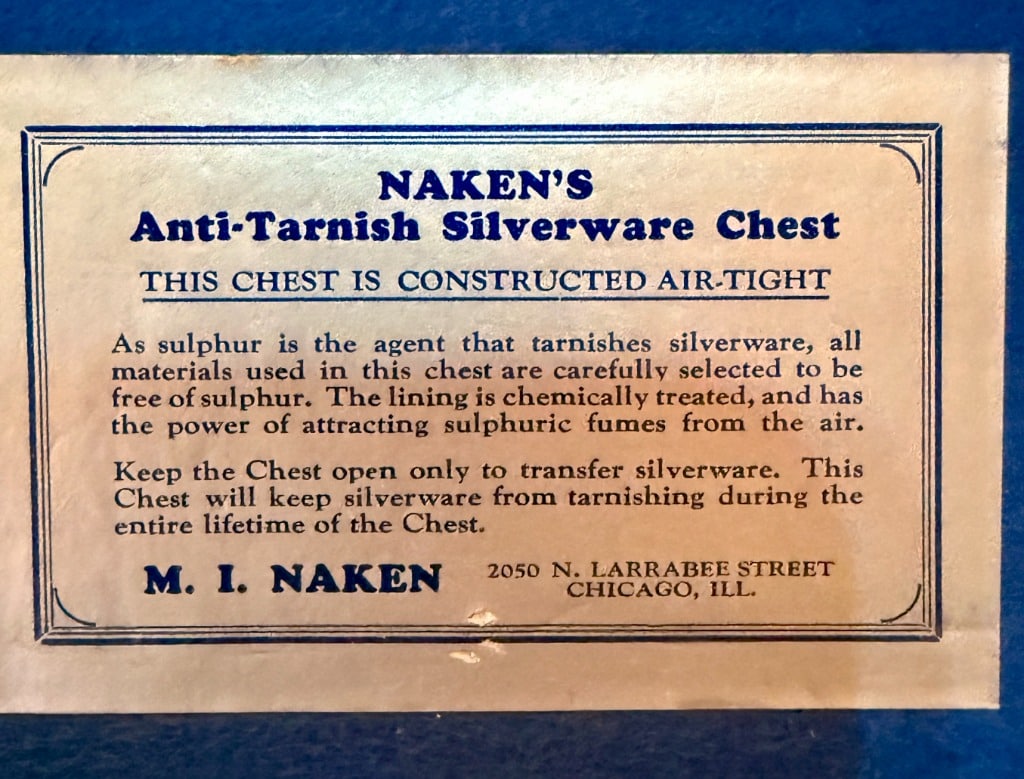 NAKEN'S
Anti-Tarnish Silverware Chest
THIS CHEST IS CONSTRUCTED AIR-TIGHT
As sulphur is the agent that tarnishes silverware, all
materials used in this chest are carefully selected to be
free of sulphur. The lining is chemically treated, and has
the power of attracting sulphuric fumes from the air.
Keep the Chest open only to transfer silverware. This
Chest will keep silverware from tarnishing during the
entire lifetime of the Chest.
M. I. NAKEN
2050 N. LARRABEE STREET
CHICAGO, ILL.